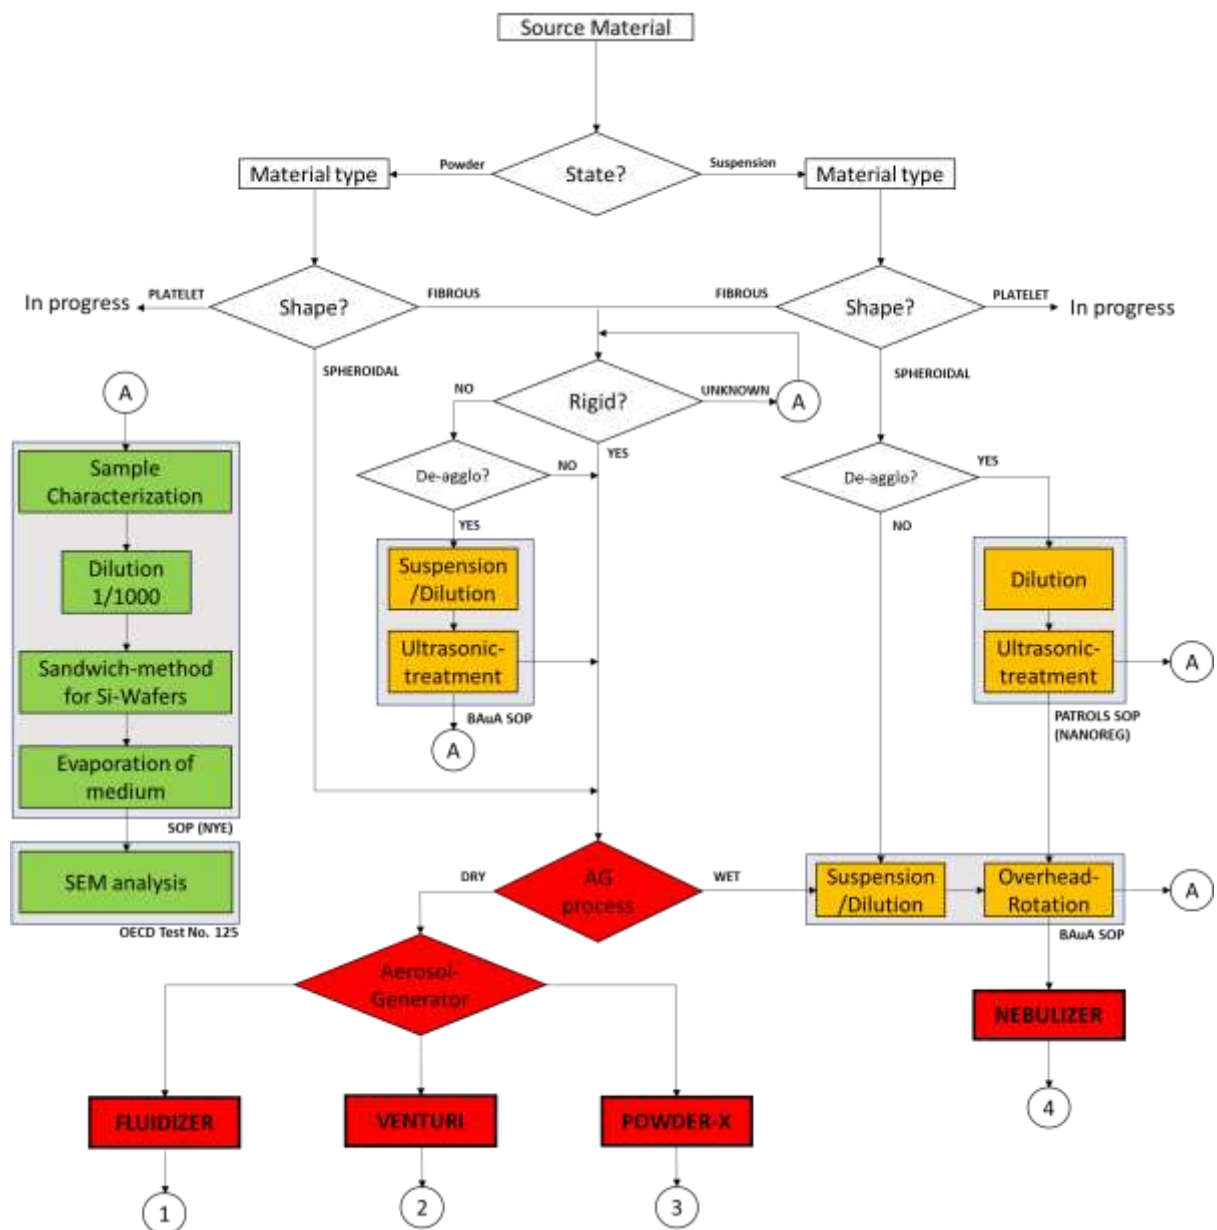 Source Material
State?
Powder
Suspension
Material type
Material type
Shape?
Shape?
In progress
PLATELET
FIBROUS
FIBROUS
PLATELET
In progress
SPHEROIDAL
SPHEROIDAL
A
NO
Rigid?
UNKNOWN
A
YES
Sample
Characterization
De-agglo?
NO
YES
De-agglo?
YES
NO
Dilution
1/1000
Suspension
/Dilution
Dilution
Sandwich-method
for Si-Wafers
Ultrasonic-
treatment
Ultrasonic-
treatment
A
BAuA SOP
PATROLS SOP
(NANOREG)
A
Evaporation of
medium
SOP (NYE)
SEM analysis
OECD Test No. 125
DRY
AG
process
WET
Suspension
/Dilution
Overhead-
Rotation
A
BAuA SOP
Aerosol-
Generator
NEBULIZER
4
FLUIDIZER
VENTURI
POWDER-X
1
2
3